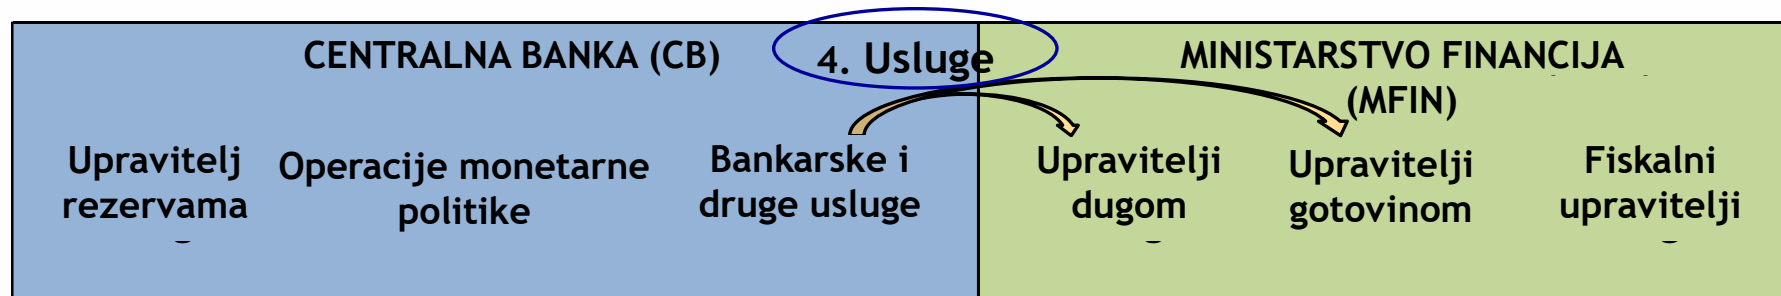 CENTRALNA BANKA (CB)
4. Usluge
MINISTARSTVO FINANCIJA
(MFIN)
Upravitelj
rezervama
Operacije monetarne
politike
Bankarske i
druge usluge
Upravitelji
dugom
Upravitelji
gotovinom
Fiskalni
upravitelji